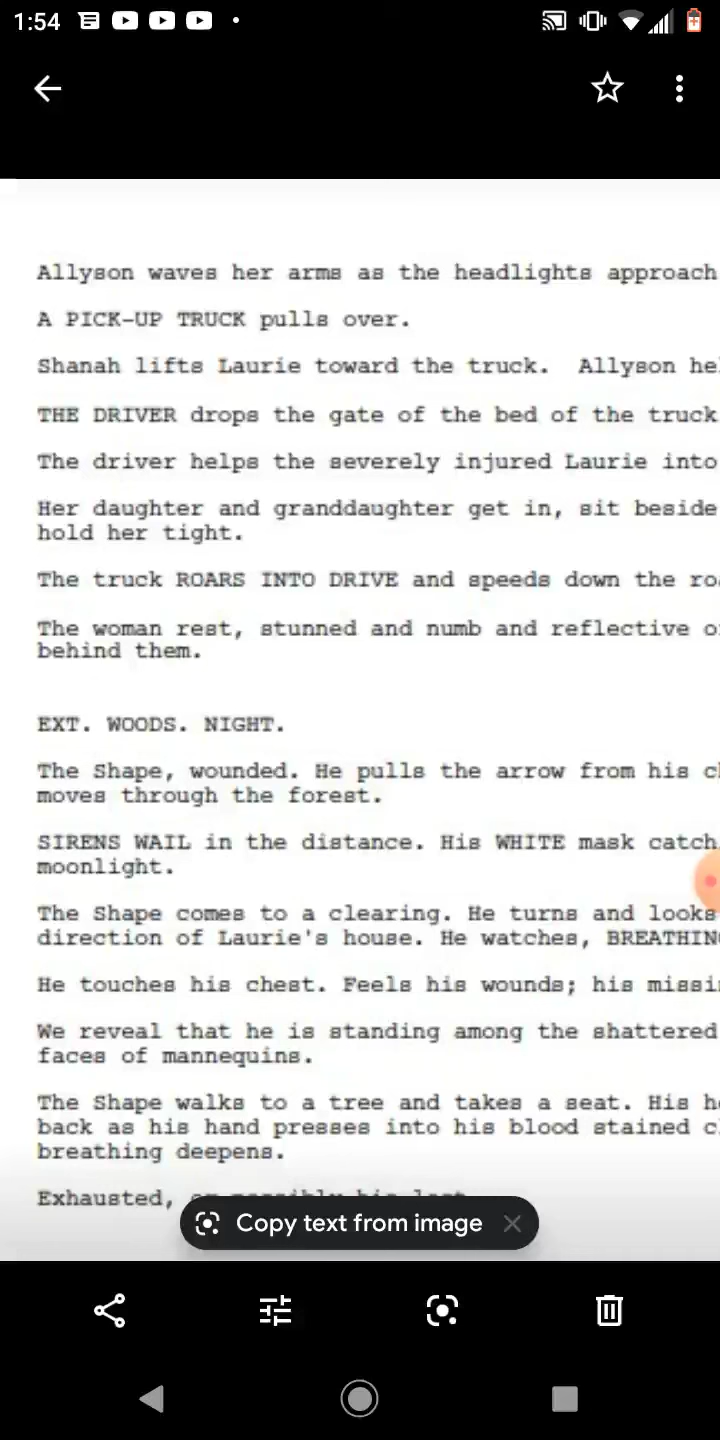 1:54
Allyson waves her arms as the headlights approach
A PICK-UP TRUCK pulls over.
Shanah lifts Laurie toward the truck. Allyson
THE DRIVER drops the gate of the bed of the truck
The driver helps the severely injured Laurie into
Her daughter and granddaughter get in, sit beside
hold her tight.
The truck ROARS INTO DRIVE and speeds down the
The woman rest, stunned and numb and reflective
behind them.
EXT. WOODS. NIGHT.
The Shape, wounded. He pulls the arrow from his
moves through the forest.
SIRENS WAIL in the distance. His WHITE mask
moonlight.
The Shape comes to a clearing. He turns and looks
direction of Laurie's house. He watches,
He touches his chest. Feels his wounds; his
We reveal that he is standing among the shattered
faces of mannequins.
The Shape walks to a tree and takes a seat. His
back as his hand presses into his blood stained
breathing deepens.
Exhausted,
Copy text from image